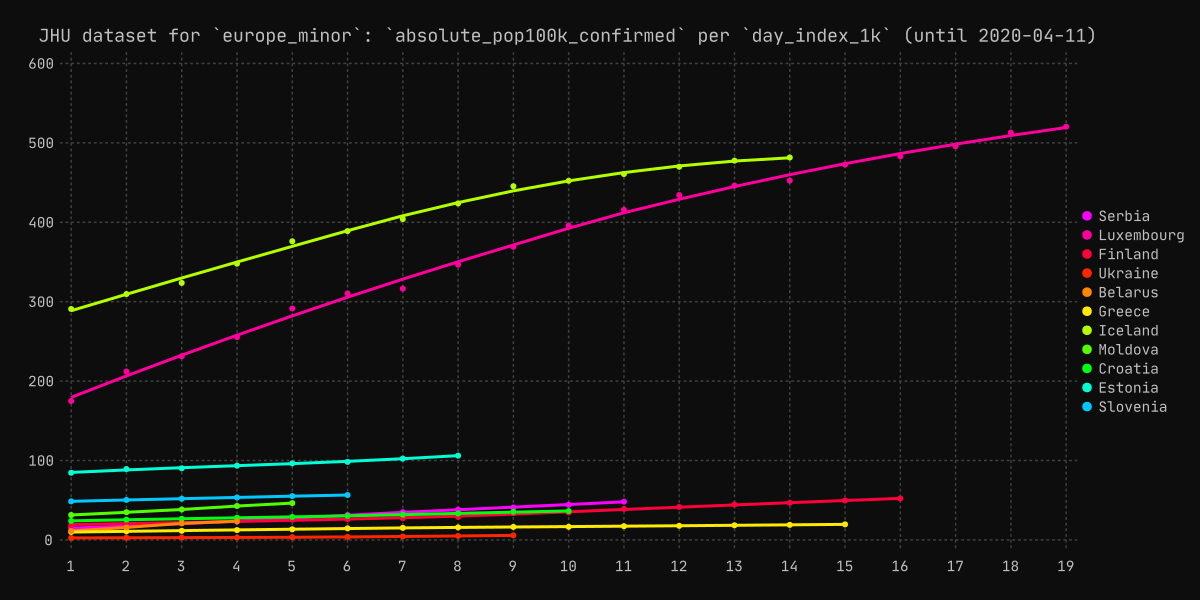 JHU dataset for `europe_minor`: `absolute_pop100k_confirmed` per `day_index_1k` (until 2020-04-11)
600
500
400
300
200
100
0
1 2 3 4 5 6 7 8 9 10 11 12 13 14 15 16 17 18 19
Serbia
Luxembourg
Finland
Ukraine
Belarus
Greece
Iceland
Moldova
Croatia
Estonia
Slovenia